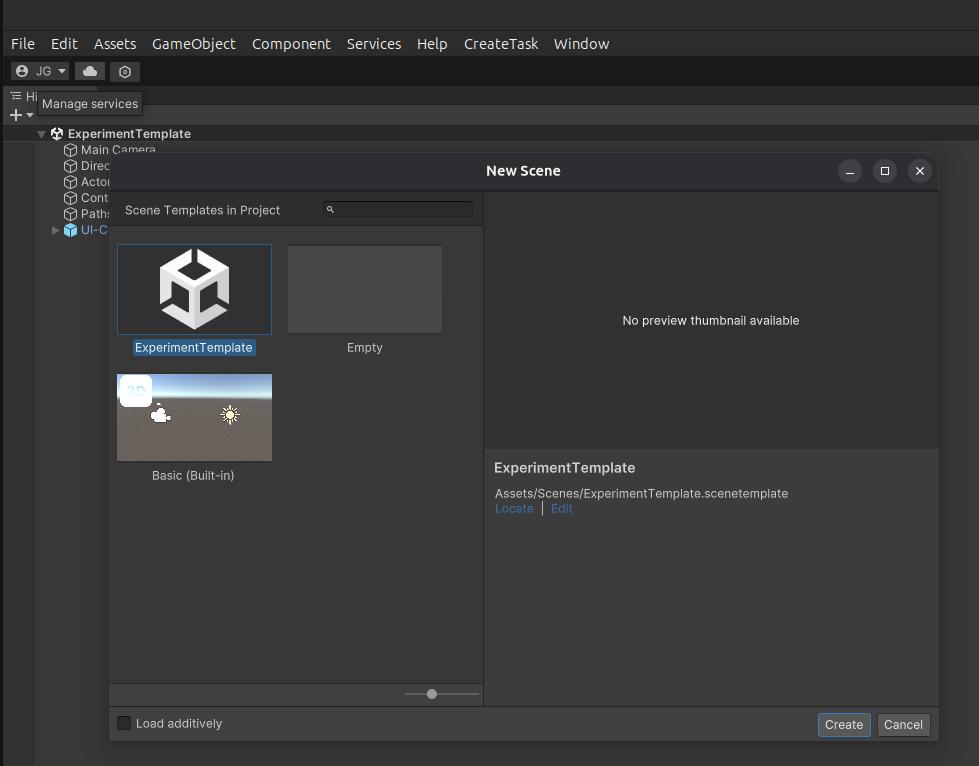 File Edit Assets GameObject Component Services Help CreateTask Window
JG
Hi
Manage services
ExperimentTemplate
Main Camera
Direc
Actor
Cont
Paths
UI-C
New Scene
Scene Templates in Project
No preview thumbnail available
ExperimentTemplate
Empty
3D
Basic (Built-in)
ExperimentTemplate
Assets/Scenes/ExperimentTemplate.scenetemplate
Locate | Edit
Load additively
Create Cancel